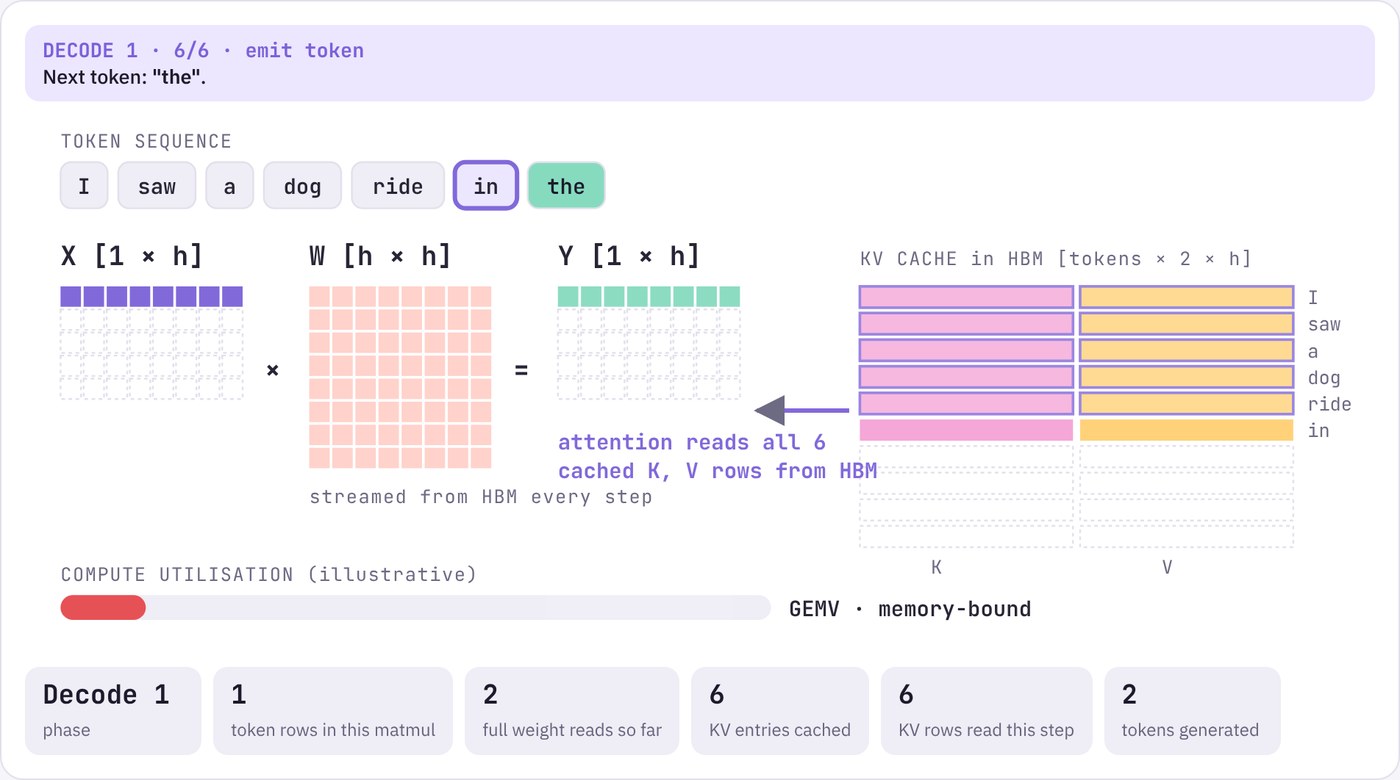 DECODE 1 · 6/6 · emit token
Next token: "the".
TOKEN SEQUENCE
I saw a dog ride in the
X [1 × h] W [h × h] Y [1 × h]
KV CACHE in HBM [tokens × 2 × h]
I
saw
a
dog
ride
in
× =
attention reads all 6
cached K, V rows from HBM
streamed from HBM every step
K V
COMPUTE UTILISATION (illustrative)
GEMV · memory-bound
Decode 1
phase
1
token rows in this matmul
2
full weight reads so far
6
KV entries cached
6
KV rows read this step
2
tokens generated